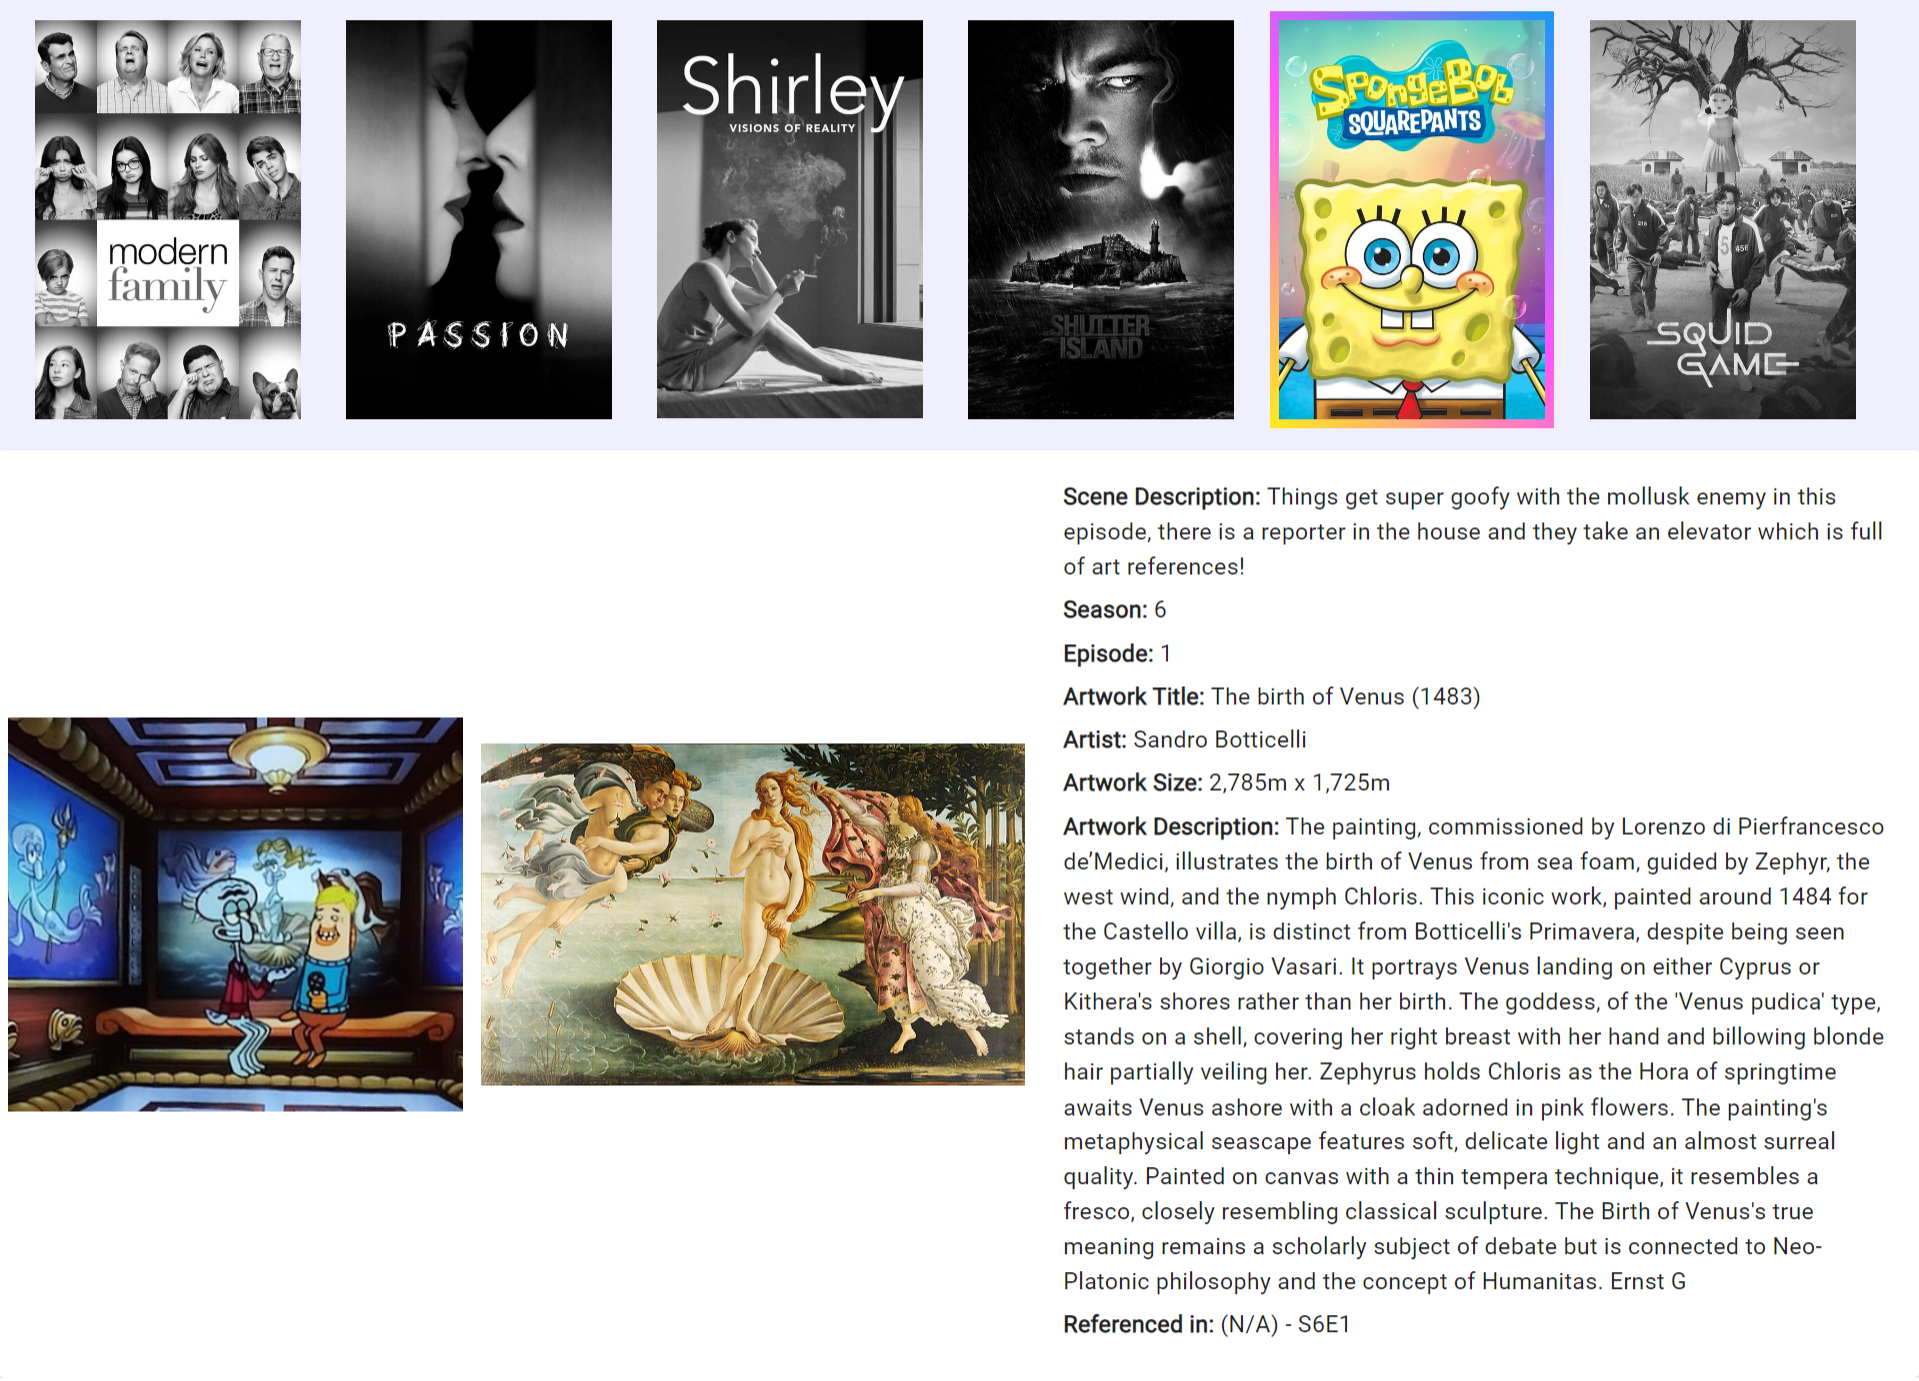 modern
family
PASSION
Shirley
VISIONS OF REALITY
SHUTTER
ISLAND
SPONGEBOB
SQUAREPANTS
218
456
SQUID
GAME
Scene Description: Things get super goofy with the mollusk enemy in this
episode, there is a reporter in the house and they take an elevator which is full
of art references!
Season: 6
Episode: 1
Artwork Title: The birth of Venus (1483)
Artist: Sandro Botticelli
Artwork Size: 2,785m x 1,725m
Artwork Description: The painting, commissioned by Lorenzo di Pierfrancesco
de’Medici, illustrates the birth of Venus from sea foam, guided by Zephyr, the
west wind, and the nymph Chloris. This iconic work, painted around 1484 for
the Castello villa, is distinct from Botticelli's Primavera, despite being seen
together by Giorgio Vasari. It portrays Venus landing on either Cyprus or
Kithera's shores rather than her birth. The goddess, of the 'Venus pudica' type,
stands on a shell, covering her right breast with her hand and billowing blonde
hair partially veiling her. Zephyrus holds Chloris as the Hora of springtime
awaits Venus ashore with a cloak adorned in pink flowers. The painting's
metaphysical seascape features soft, delicate light and an almost surreal
quality. Painted on canvas with a thin tempera technique, it resembles a
fresco, closely resembling classical sculpture. The Birth of Venus's true
meaning remains a scholarly subject of debate but is connected to Neo-
Platonic philosophy and the concept of Humanitas. Ernst G
Referenced in: (N/A) - S6E1